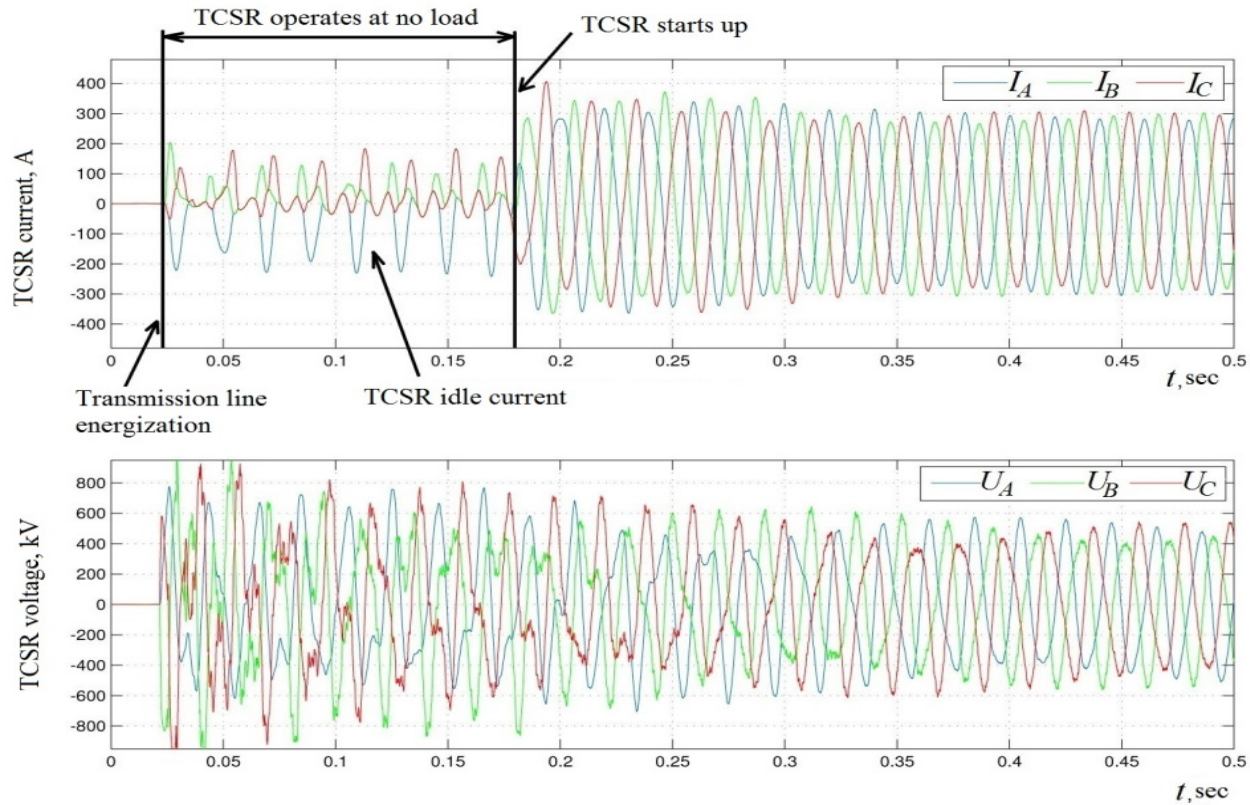 TCSR operates at no load
TCSR starts up
I_A I_B I_C
TCSR current, A
400
300
200
100
0
-100
-200
-300
-400
0 0.05 0.1 0.15 0.2 0.25 0.3 0.35 0.4 0.45 0.5
t, sec
Transmission line
energization
TCSR idle current
U_A U_B U_C
TCSR voltage, kV
800
600
400
200
0
-200
-400
-600
-800
0 0.05 0.1 0.15 0.2 0.25 0.3 0.35 0.4 0.45 0.5
t, sec